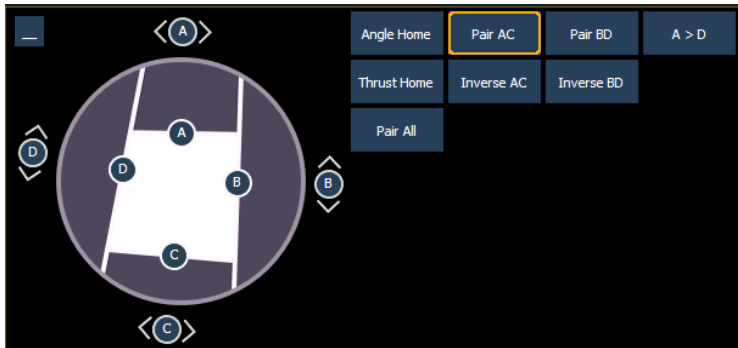 _
A
Angle Home
Pair AC
Pair BD
A > D
Thrust Home
Inverse AC
Inverse BD
Pair All
A
D
D
B
B
C
C